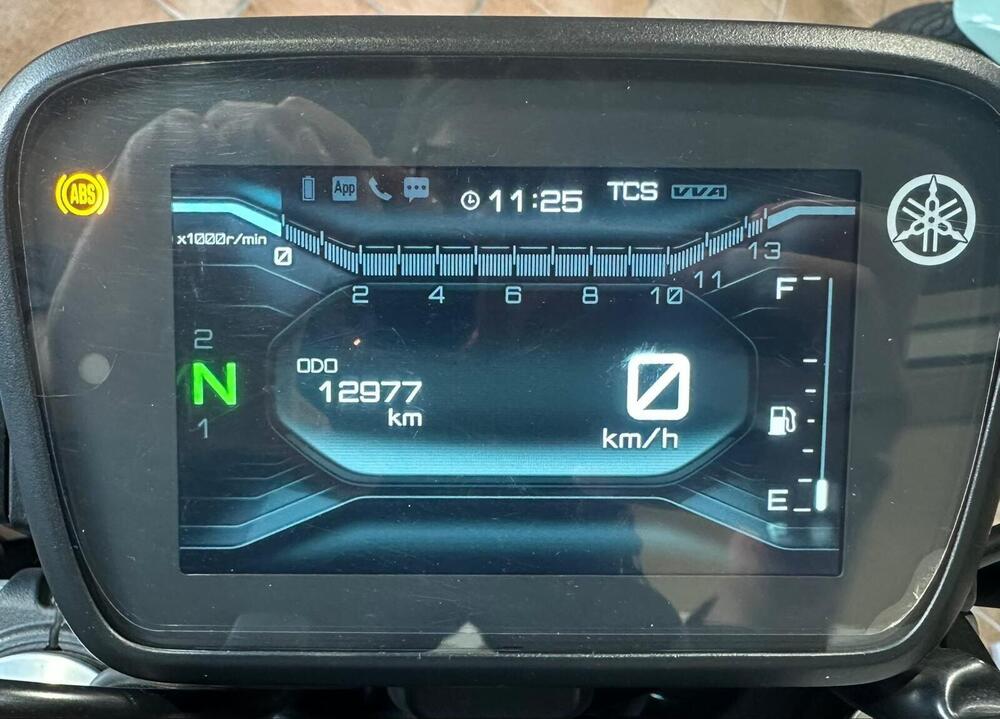 App
11:25 TCS VVA
ABS
x1000r/min
0
2 4 6 8 10 11 13
F
2
N
1
ODO
12977
km
0
km/h
E